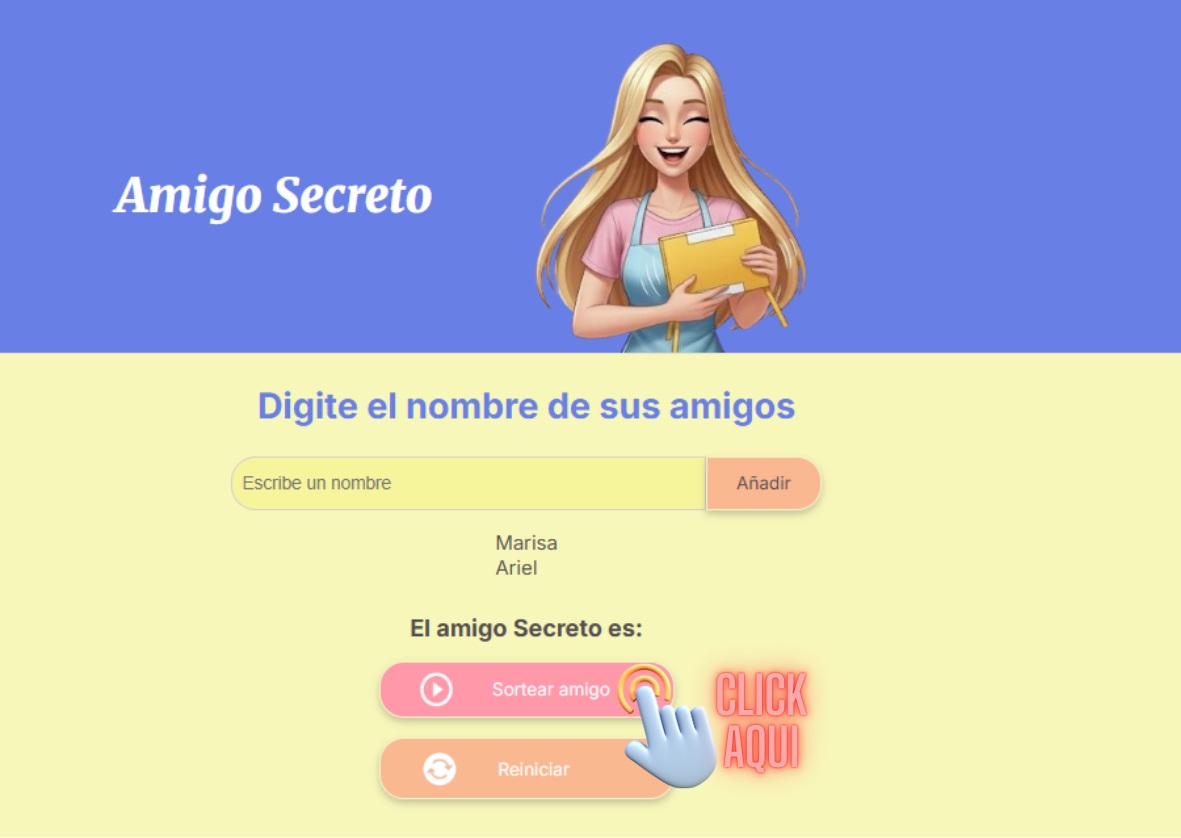 Amigo Secreto
Digite el nombre de sus amigos
Escribe un nombre
Añadir
Marisa
Ariel
El amigo Secreto es:
Sortear amigo
CLICK
AQUI
Reiniciar